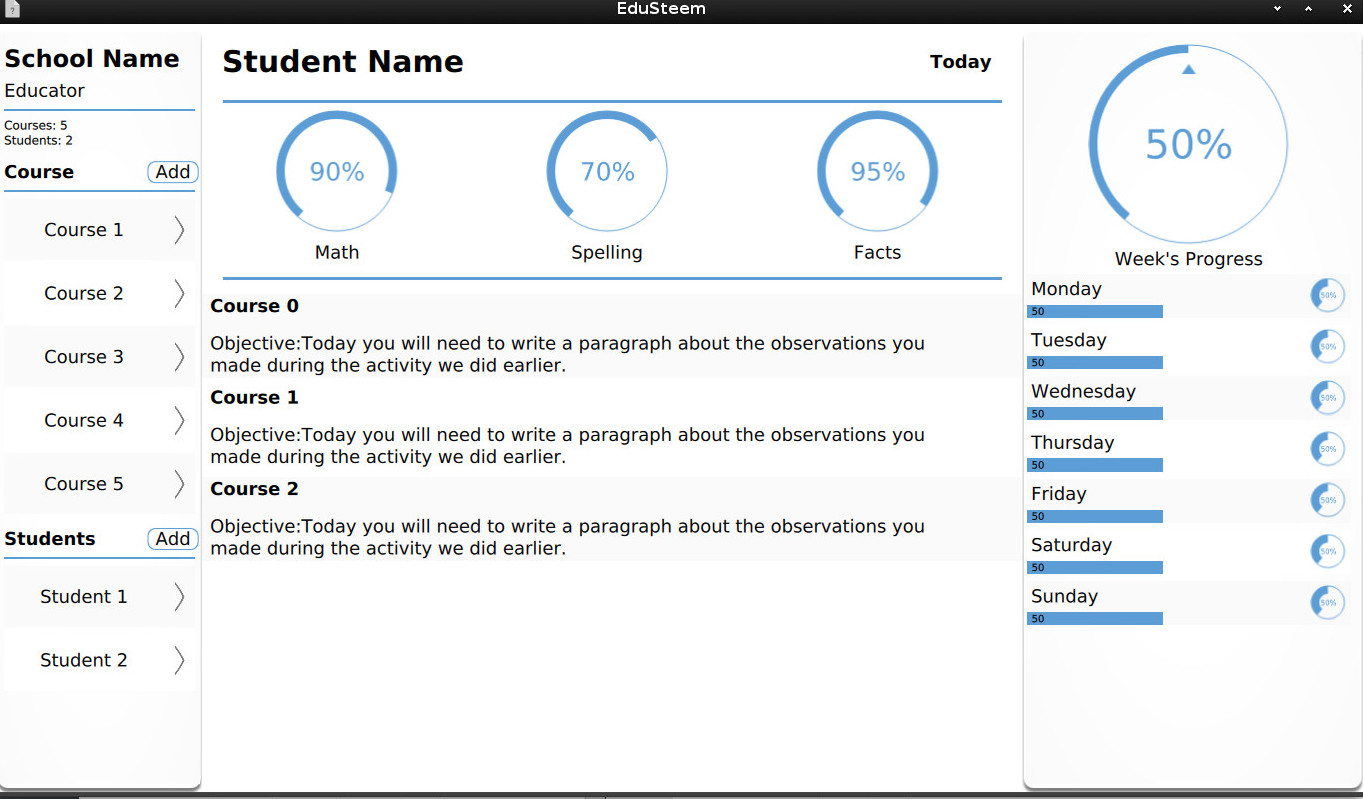 EduSteem
School Name
Educator
Courses: 5
Students: 2
Course Add
Course 1
Course 2
Course 3
Course 4
Course 5
Students Add
Student 1
Student 2
Student Name Today
90% 70% 95%
Math Spelling Facts
Course 0
Objective:Today you will need to write a paragraph about the observations you
made during the activity we did earlier.
Course 1
Objective:Today you will need to write a paragraph about the observations you
made during the activity we did earlier.
Course 2
Objective:Today you will need to write a paragraph about the observations you
made during the activity we did earlier.
50%
Week's Progress
Monday
50 50%
Tuesday
50 50%
Wednesday
50 50%
Thursday
50 50%
Friday
50 50%
Saturday
50 50%
Sunday
50 50%